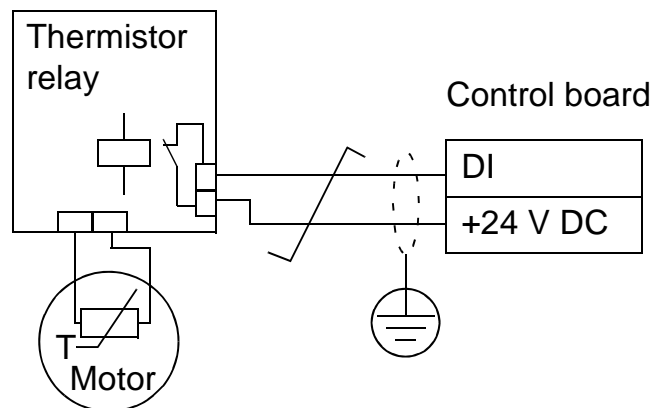 Thermistor
relay
Control board
DI
+24 V DC
T
Motor